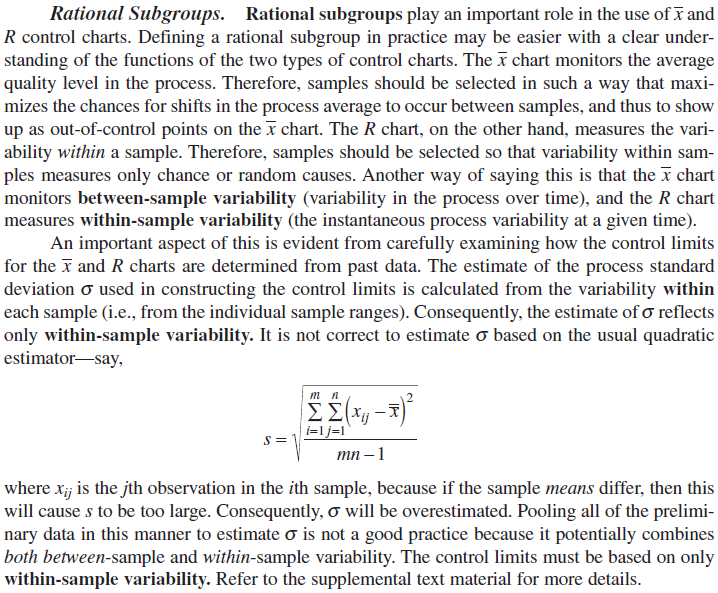 Rational Subgroups. Rational subgroups play an important role in the use of x̅ and
R control charts. Defining a rational subgroup in practice may be easier with a clear under-
standing of the functions of the two types of control charts. The x̅ chart monitors the average
quality level in the process. Therefore, samples should be selected in such a way that maxi-
mizes the chances for shifts in the process average to occur between samples, and thus to show
up as out-of-control points on the x̅ chart. The R chart, on the other hand, measures the vari-
ability within a sample. Therefore, samples should be selected so that variability within sam-
ples measures only chance or random causes. Another way of saying this is that the x̅ chart
monitors between-sample variability (variability in the process over time), and the R chart
measures within-sample variability (the instantaneous process variability at a given time).
An important aspect of this is evident from carefully examining how the control limits
for the x̅ and R charts are determined from past data. The estimate of the process standard
deviation σ used in constructing the control limits is calculated from the variability within
each sample (i.e., from the individual sample ranges). Consequently, the estimate of σ reflects
only within-sample variability. It is not correct to estimate σ based on the usual quadratic
estimator—say,
s = √( ∑_{i=1}^{m} ∑_{j=1}^{n} (x_{ij} − x̿)² / (mn − 1) )
where x_{ij} is the jth observation in the ith sample, because if the sample means differ, then this
will cause s to be too large. Consequently, σ will be overestimated. Pooling all of the prelimi-
nary data in this manner to estimate σ is not a good practice because it potentially combines
both between-sample and within-sample variability. The control limits must be based on only
within-sample variability. Refer to the supplemental text material for more details.